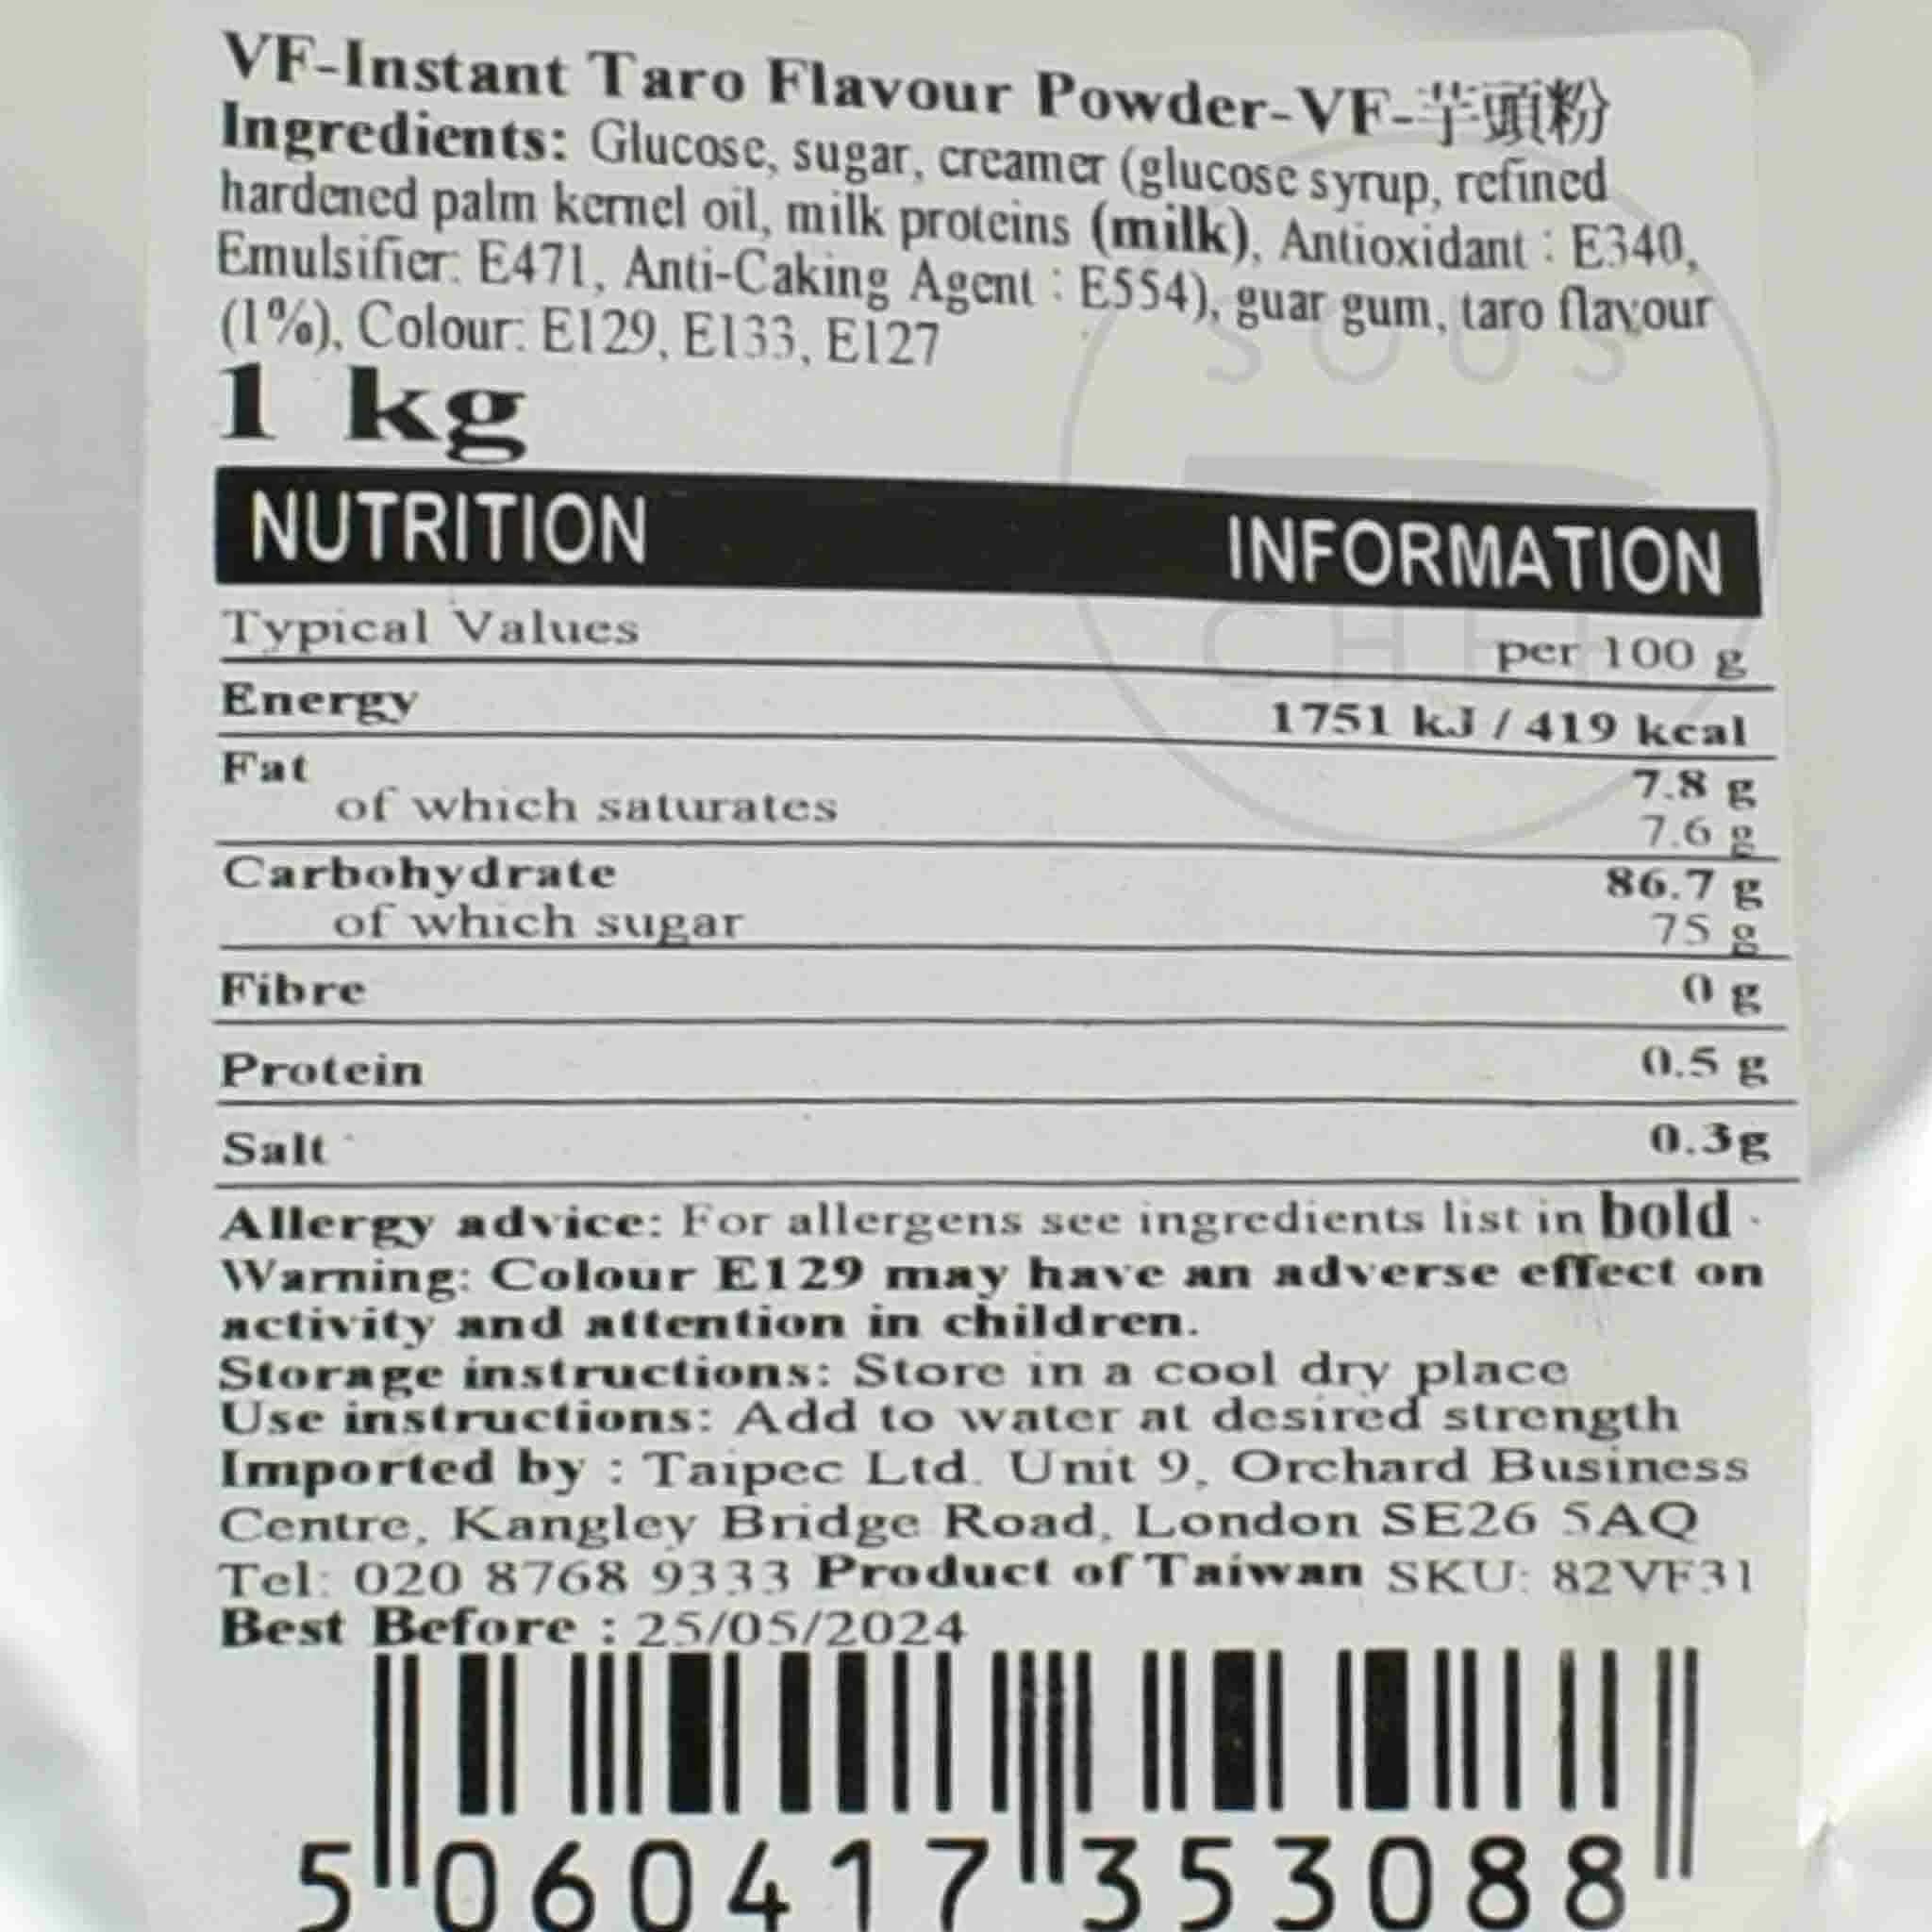 VF-Instant Taro Flavour Powder-VF-芋頭粉
Ingredients: Glucose, sugar, creamer (glucose syrup, refined
hardened palm kernel oil, milk proteins (milk), Antioxidant : E340,
Emulsifier: E471, Anti-Caking Agent : E554), guar gum, taro flavour
(1%), Colour: E129, E133, E127
1 kg
SOUS
NUTRITION INFORMATION
CHEF
Typical Values per 100 g
Energy 1751 kJ / 419 kcal
Fat 7.8 g
of which saturates 7.6 g
Carbohydrate 86.7 g
of which sugar 75 g
Fibre 0 g
Protein 0.5 g
Salt 0.3g
Allergy advice: For allergens see ingredients list in bold .
Warning: Colour E129 may have an adverse effect on
activity and attention in children.
Storage instructions: Store in a cool dry place
Use instructions: Add to water at desired strength
Imported by : Taipec Ltd. Unit 9, Orchard Business
Centre, Kangley Bridge Road, London SE26 5AQ
Tel: 020 8768 9333 Product of Taiwan SKU: 82VF31
Best Before : 25/05/2024
5 060417 353088